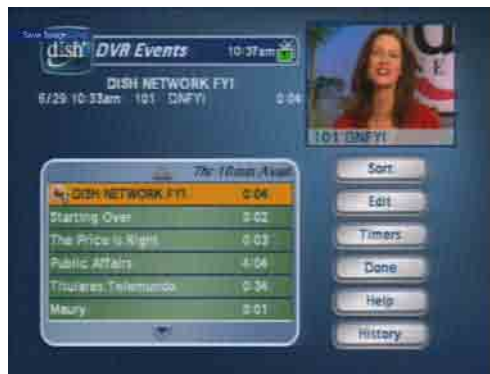 dish DVR Events 10:37am
DISH NETWORK FYI
6/29 10:33am 101 DNFYI 0:04
101 DNFYI
DISH NETWORK FYI 0:04
Starting Over 0:02
The Price Is Right 0:03
Public Affairs 4:04
Titulares Telemundo 0:34
Maury 0:01
Sort
Edit
Timers
Done
Help
History